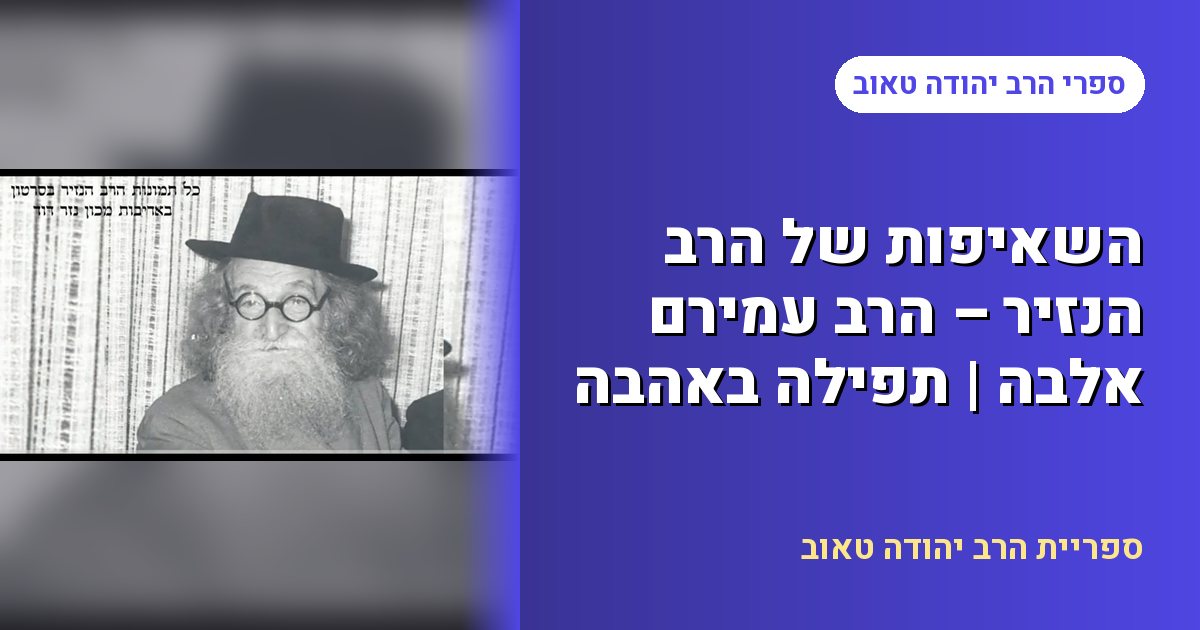 ספרי הרב יהודה טאוב
כל תמונות הרב הנזיר בסרטון
באדיבות מכון נזר דוד
השאיפות של הרב
הנזיר – הרב עמירם
אלבה | תפילה באהבה
ספריית הרב יהודה טאוב